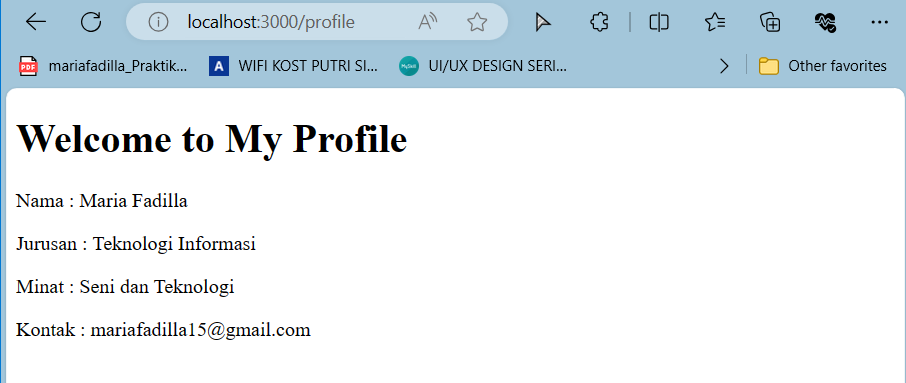 localhost:3000/profile
mariafadilla_Praktik...
WIFI KOST PUTRI SI...
UI/UX DESIGN SERI...
Other favorites
Welcome to My Profile
Nama : Maria Fadilla
Jurusan : Teknologi Informasi
Minat : Seni dan Teknologi
Kontak : mariafadilla15@gmail.com